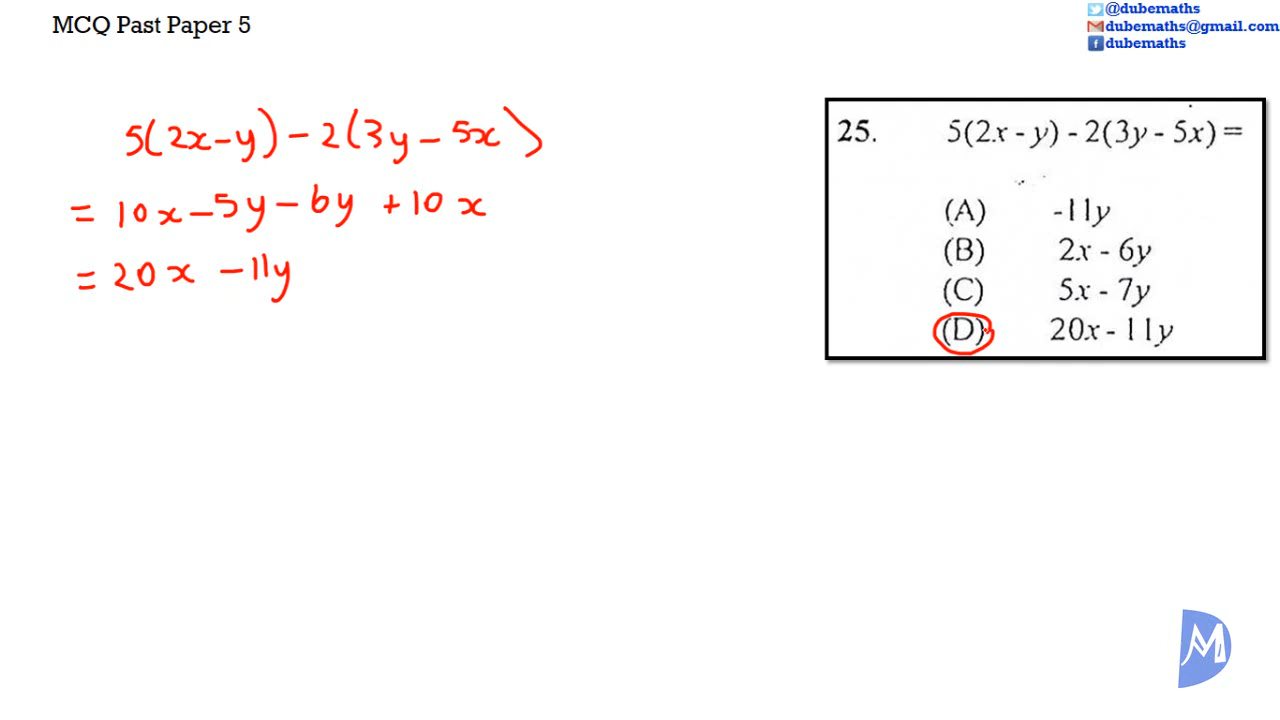 MCQ Past Paper 5
@dubemaths
dubemaths@gmail.com
dubemaths
5(2x-y) - 2(3y - 5x)
= 10x - 5y - 6y + 10x
= 20x - 11y
25. 5(2x - y) - 2(3y - 5x) =
(A) -11y
(B) 2x - 6y
(C) 5x - 7y
(D) 20x - 11y
DM